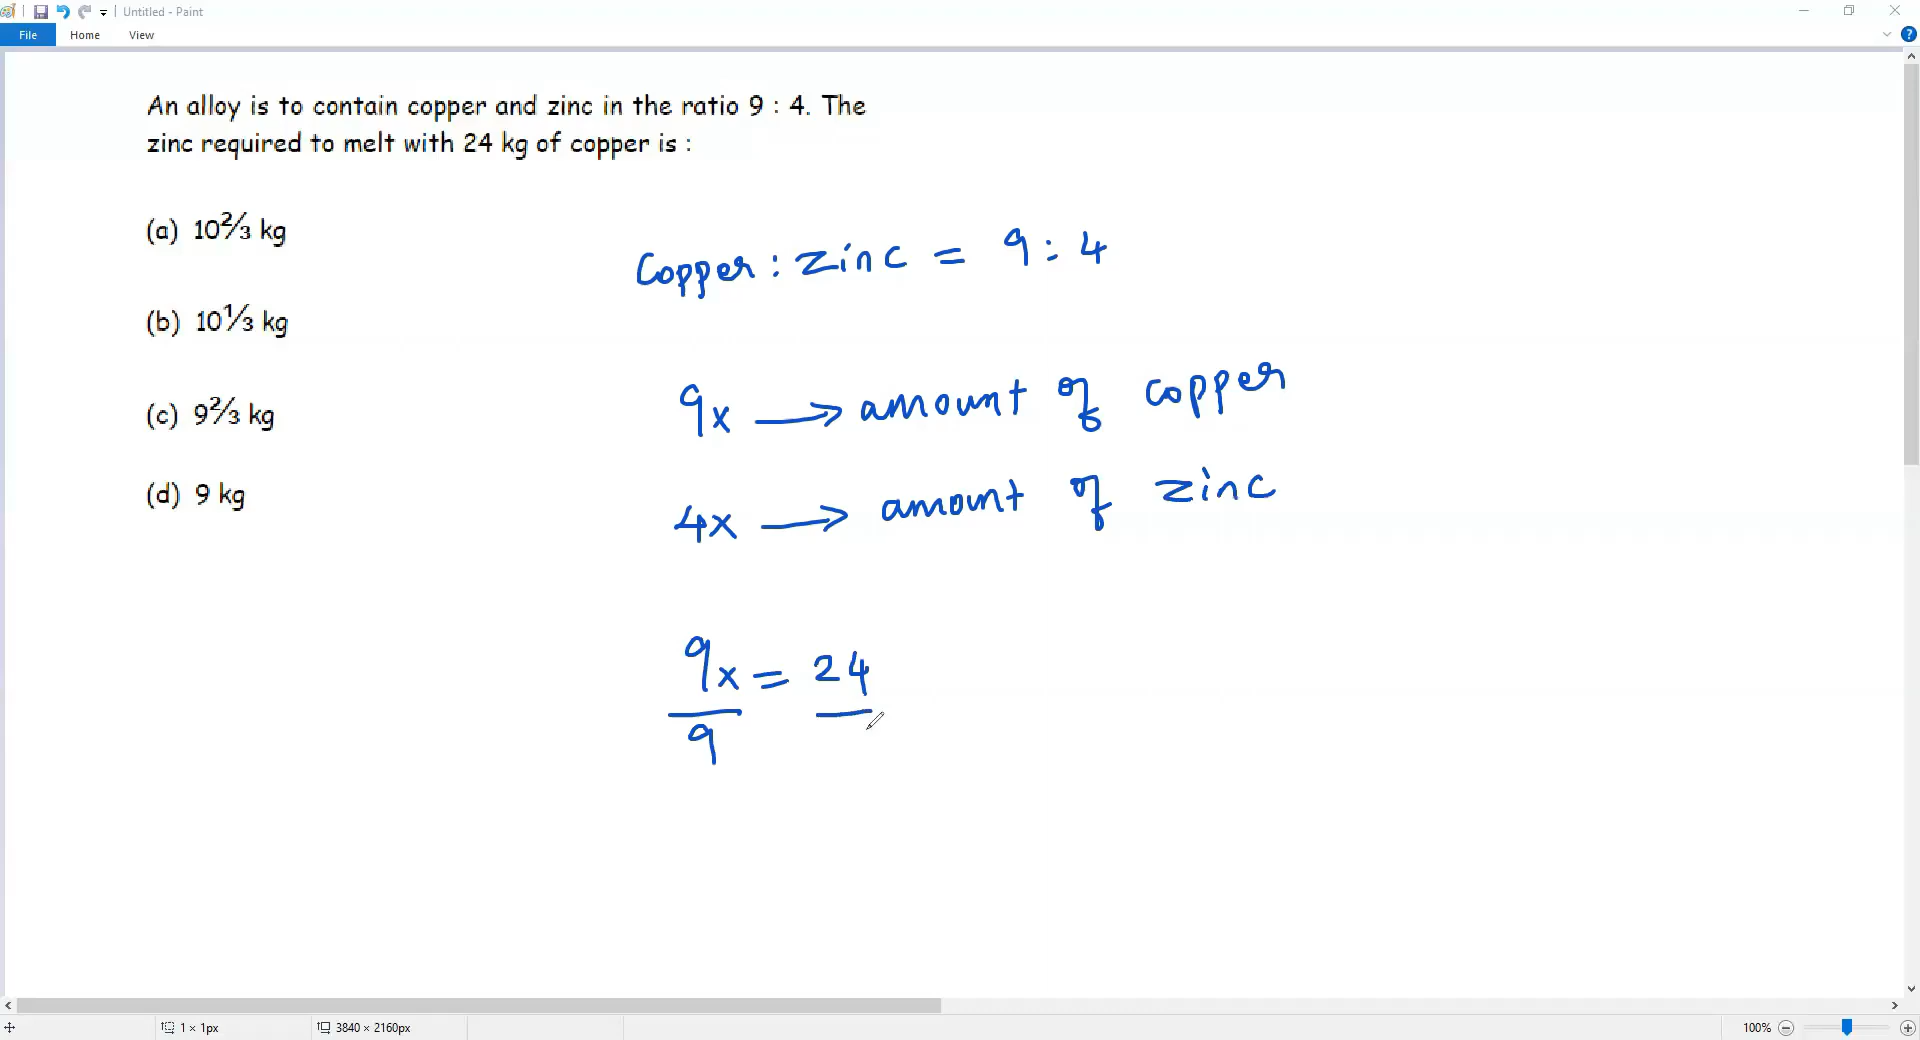 Untitled - Paint
File Home View
An alloy is to contain copper and zinc in the ratio 9 : 4. The
zinc required to melt with 24 kg of copper is :
(a) 10⅔ kg
Copper : zinc = 9 : 4
(b) 10⅓ kg
9x → amount of copper
(c) 9⅔ kg
4x → amount of zinc
(d) 9 kg
9x = 24
9
1 × 1px 3840 × 2160px 100%